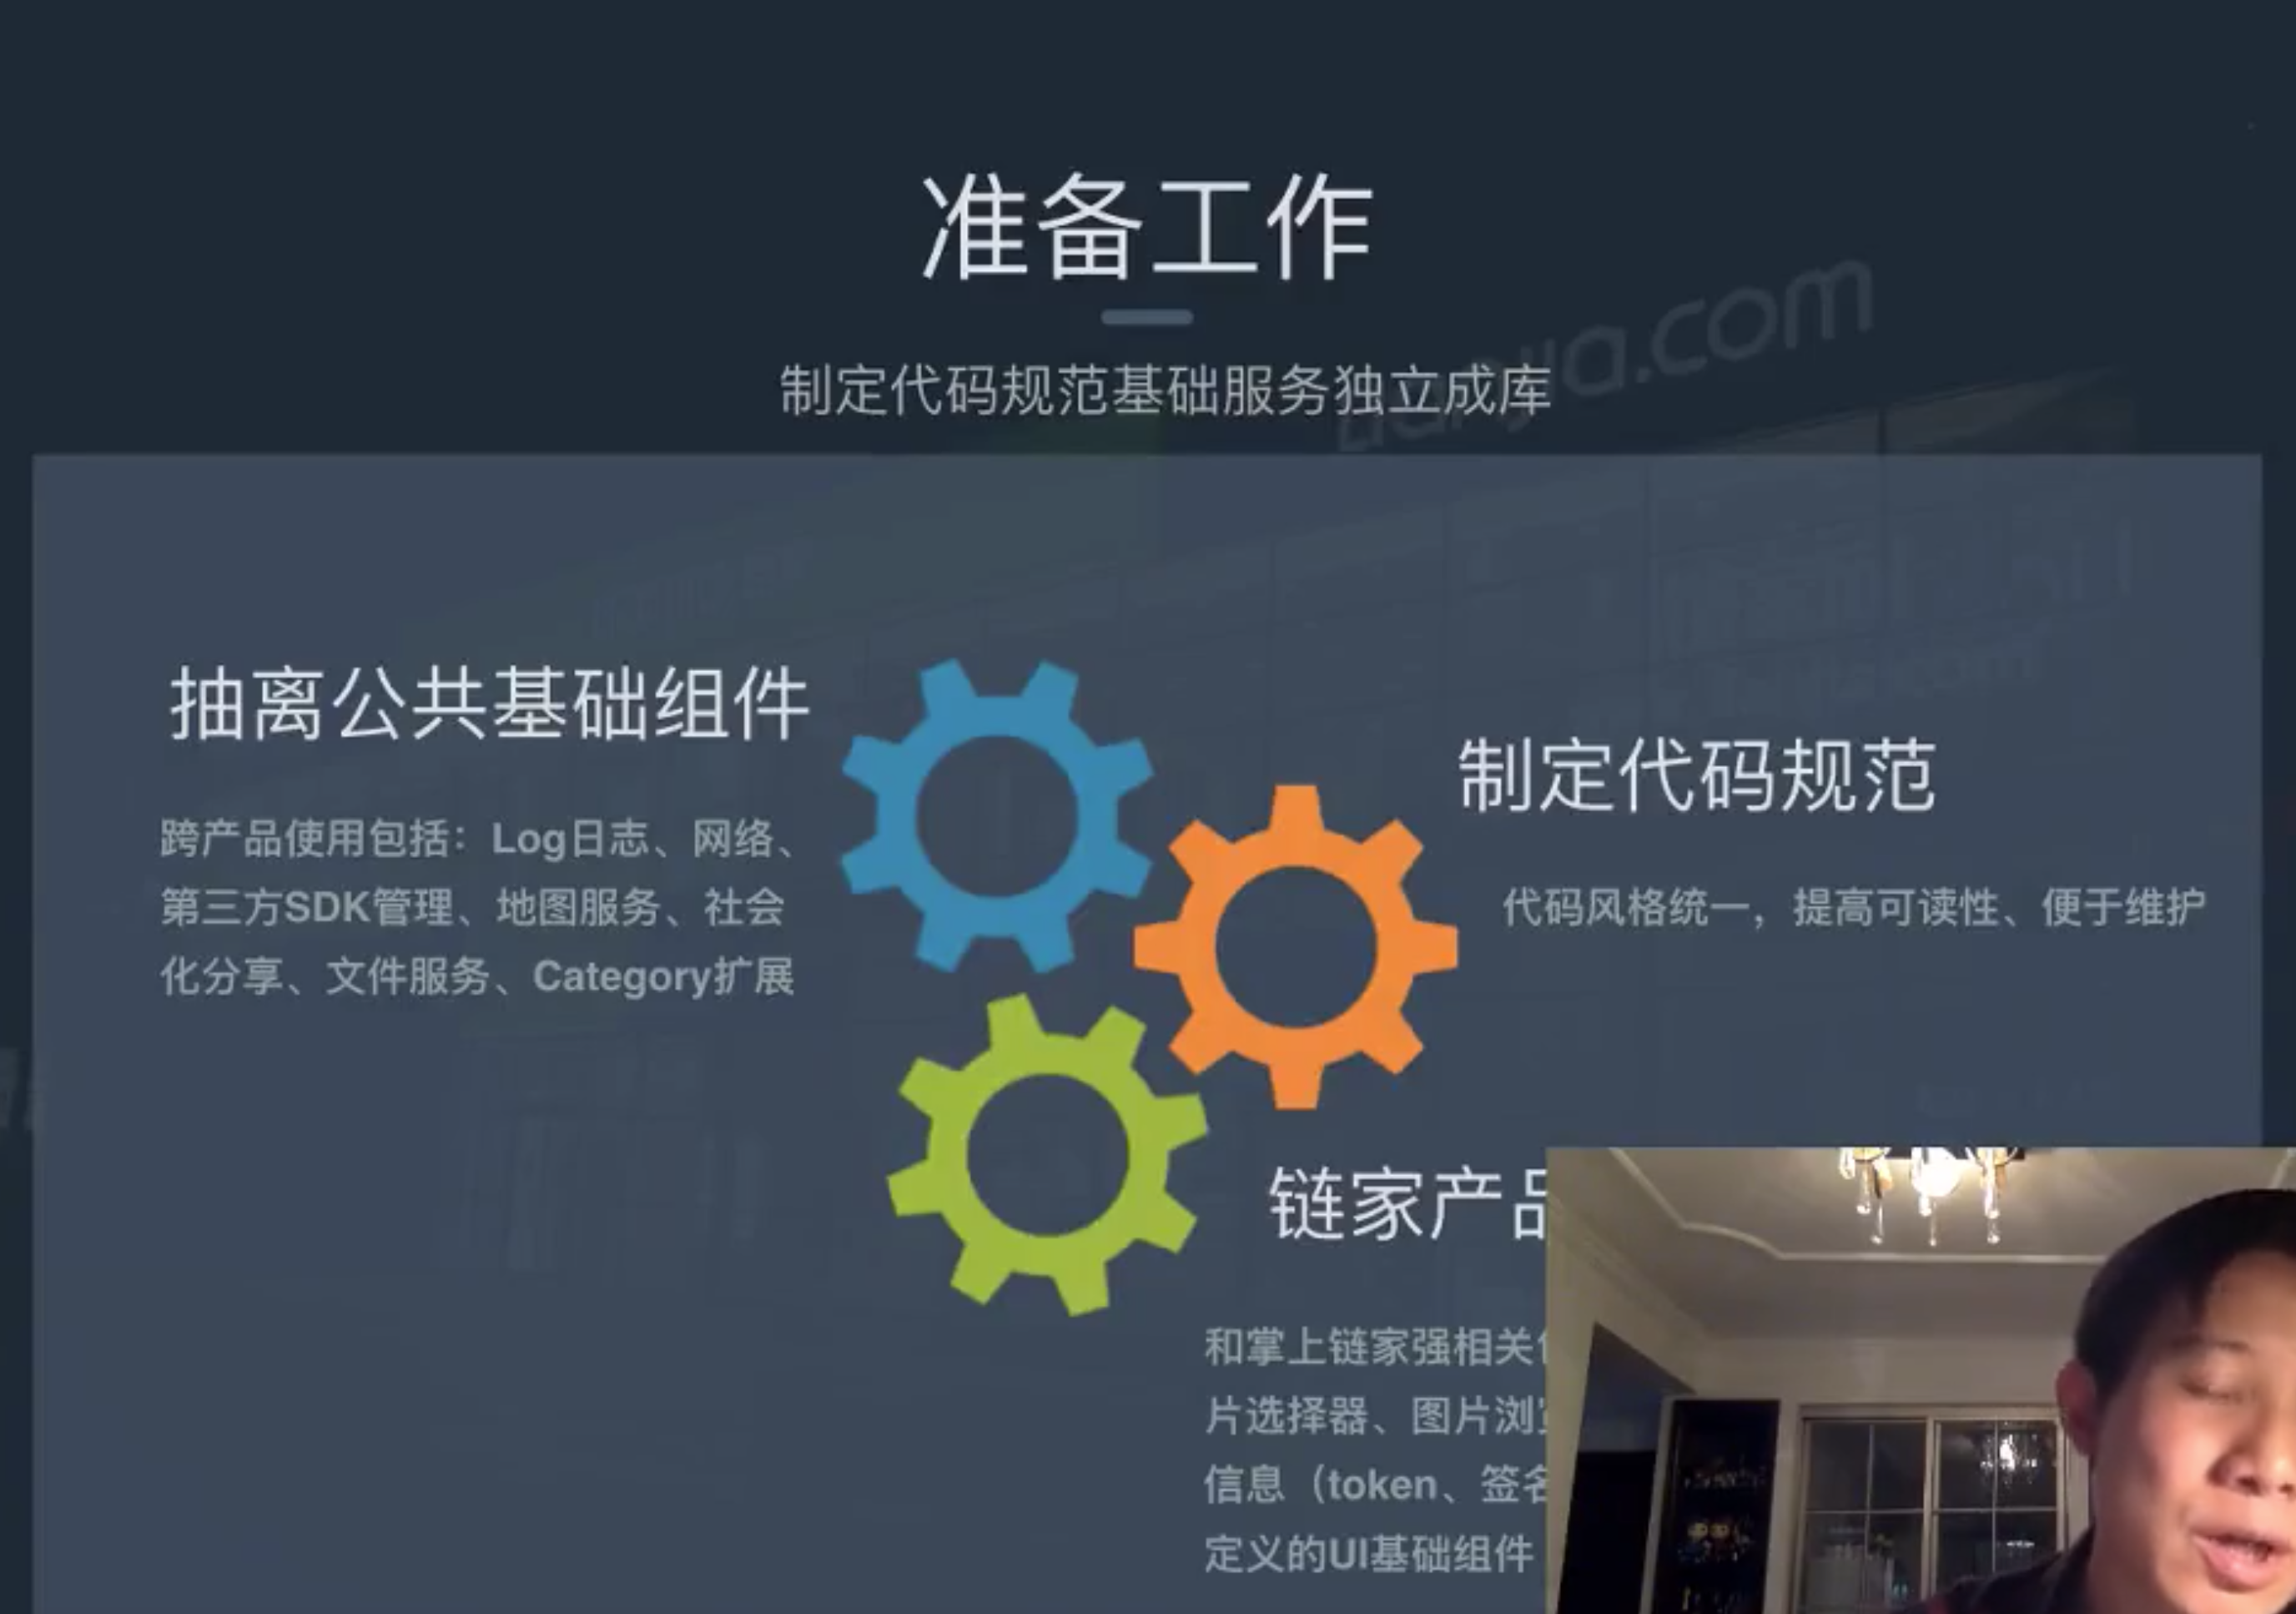 准备工作
制定代码规范基础服务独立成库
抽离公共基础组件
跨产品使用包括：Log日志、网络、
第三方SDK管理、地图服务、社会
化分享、文件服务、Category扩展
制定代码规范
代码风格统一，提高可读性、便于维护
链家产品
和掌上链家强相关
片选择器、图片浏
信息（token、签名
定义的UI基础组件